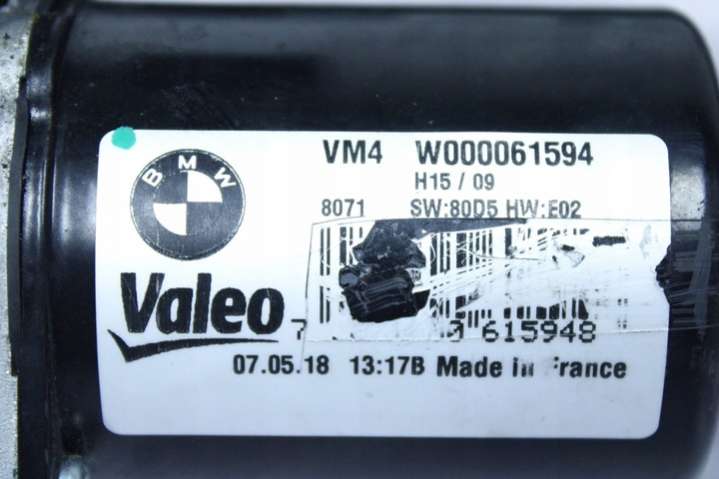 BMW
VM4 W000061594
H15 / 09
8071 SW:80D5 HW:E02
Valeo
615948
07.05.18 13:17B Made in France